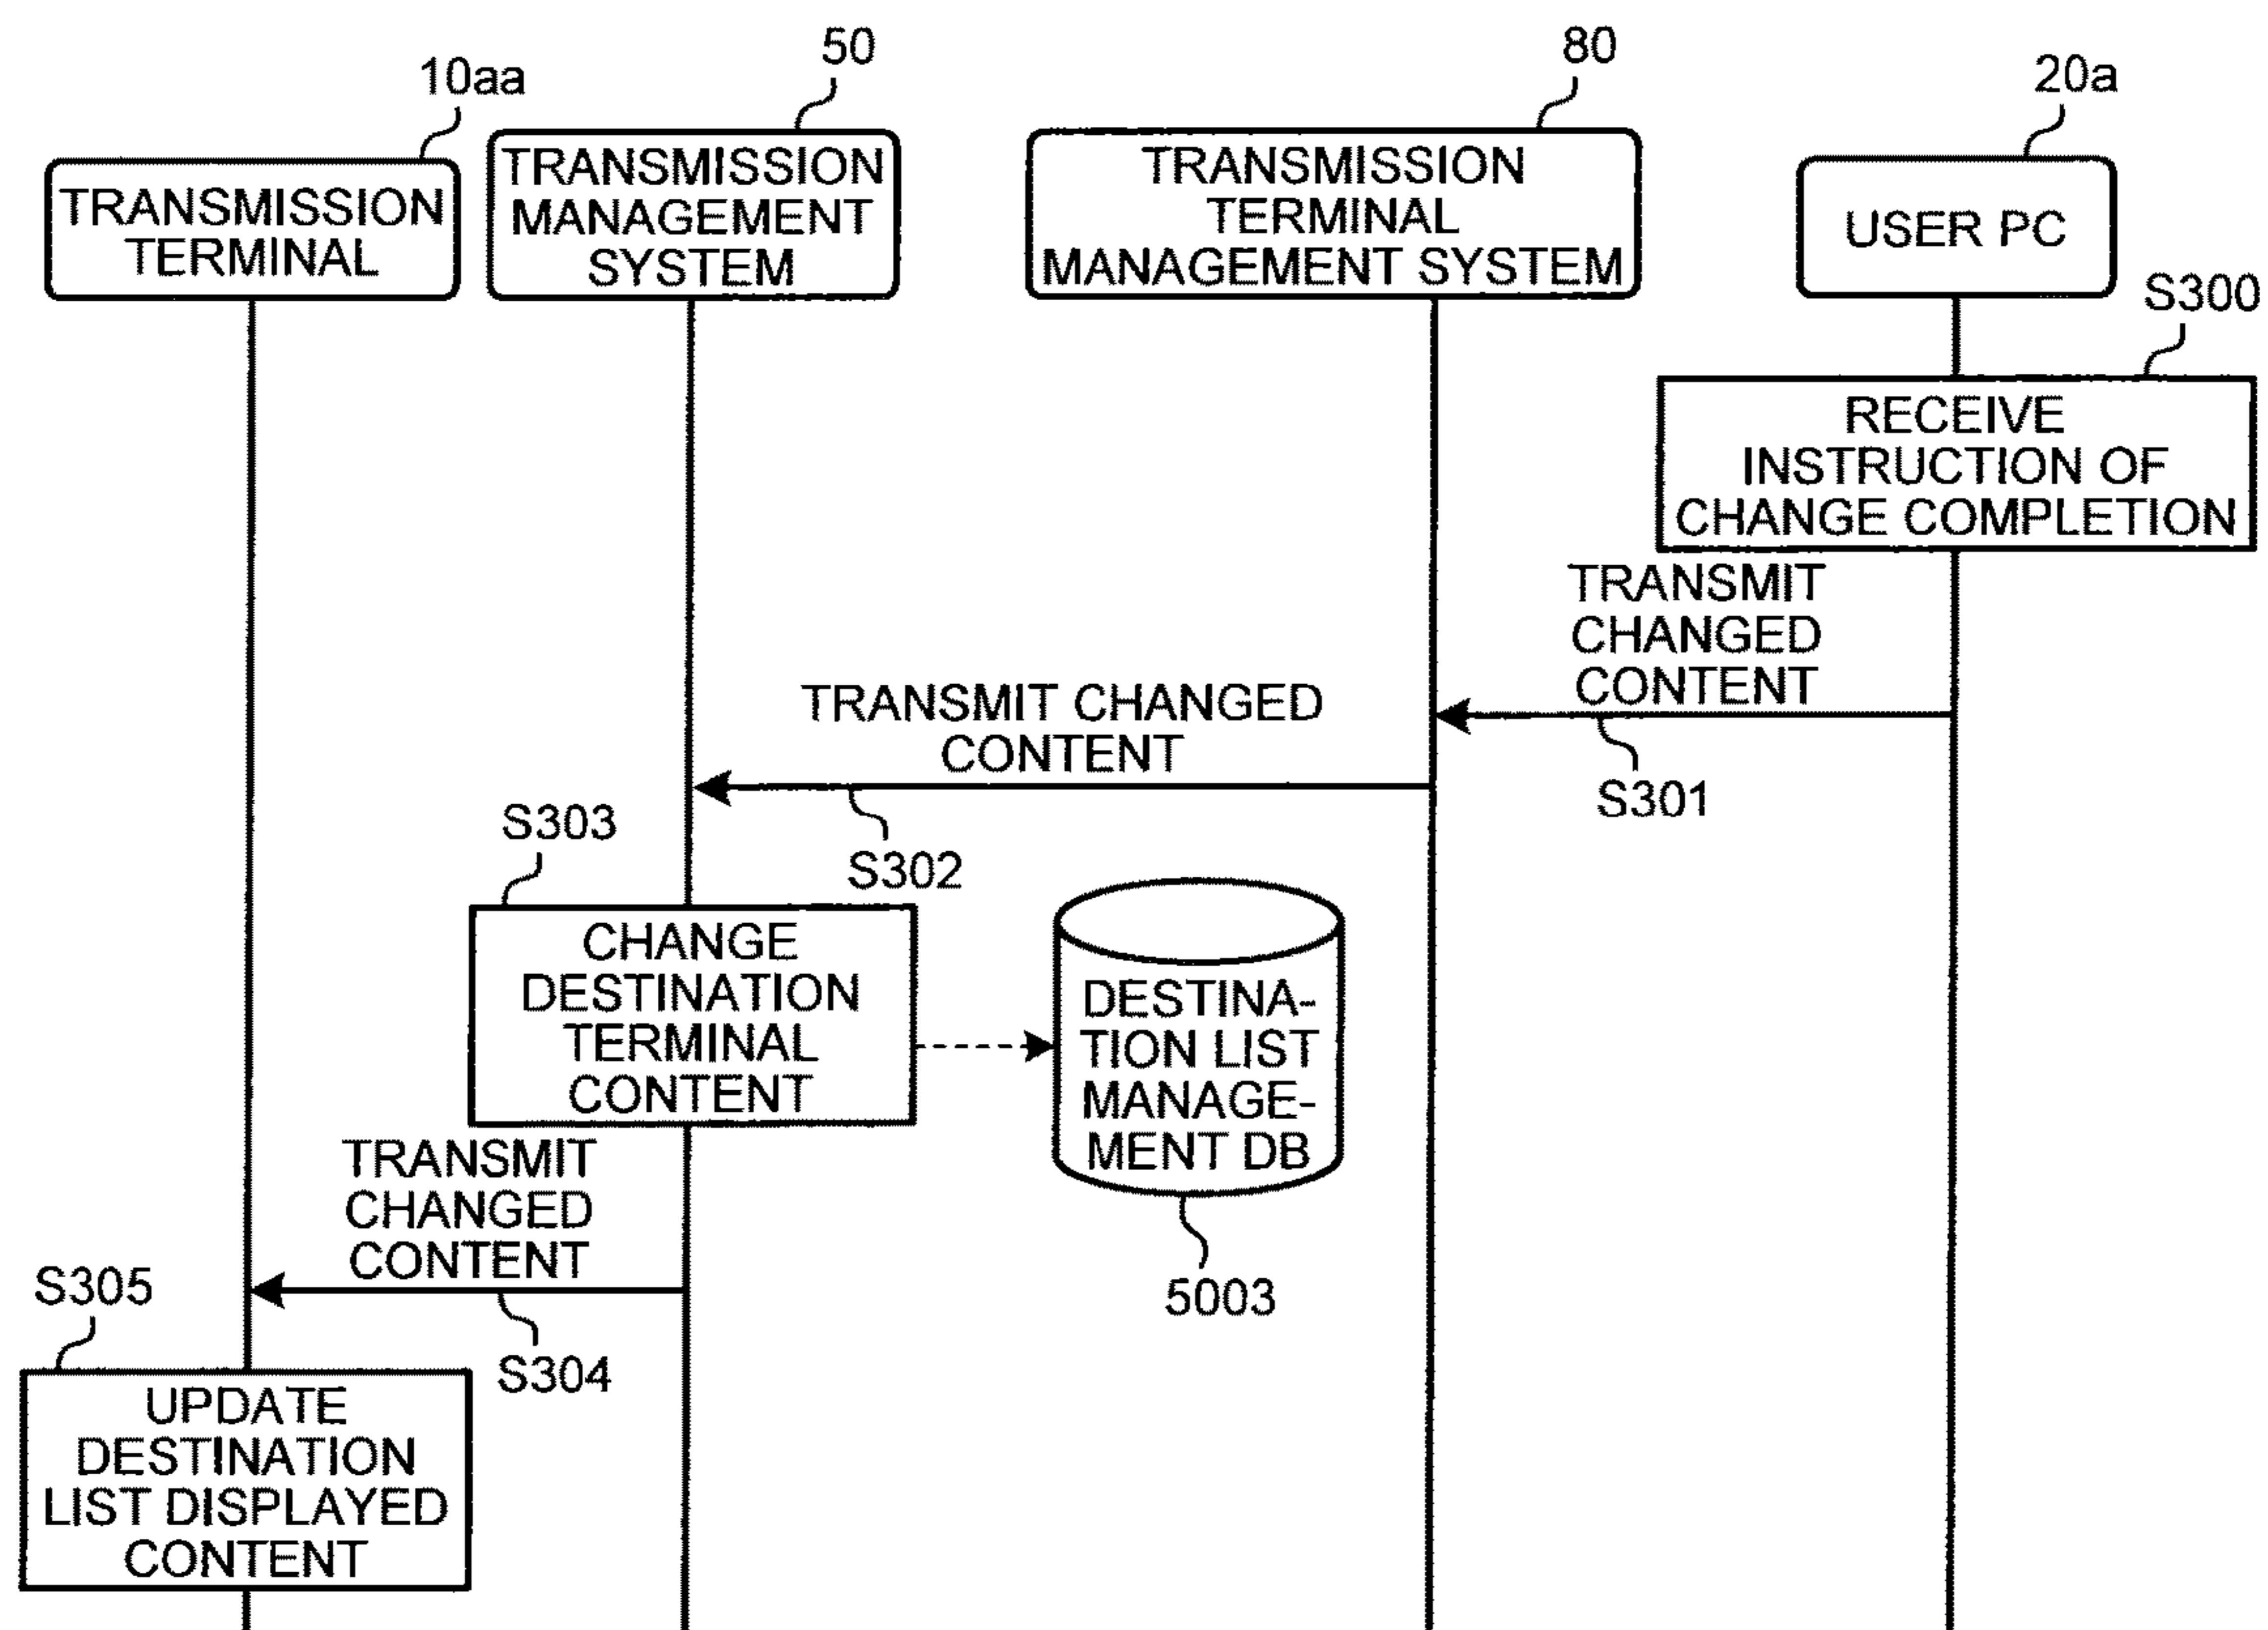 50
80
10aa
20a
TRANSMISSION
TERMINAL
TRANSMISSION
MANAGEMENT
SYSTEM
TRANSMISSION
TERMINAL
MANAGEMENT SYSTEM
USER PC
S300
RECEIVE
INSTRUCTION OF
CHANGE COMPLETION
TRANSMIT
CHANGED
CONTENT
S301
TRANSMIT CHANGED
CONTENT
S302
S303
CHANGE
DESTINATION
TERMINAL
CONTENT
DESTINA-
TION LIST
MANAGE-
MENT DB
5003
TRANSMIT
CHANGED
CONTENT
S304
S305
UPDATE
DESTINATION
LIST DISPLAYED
CONTENT